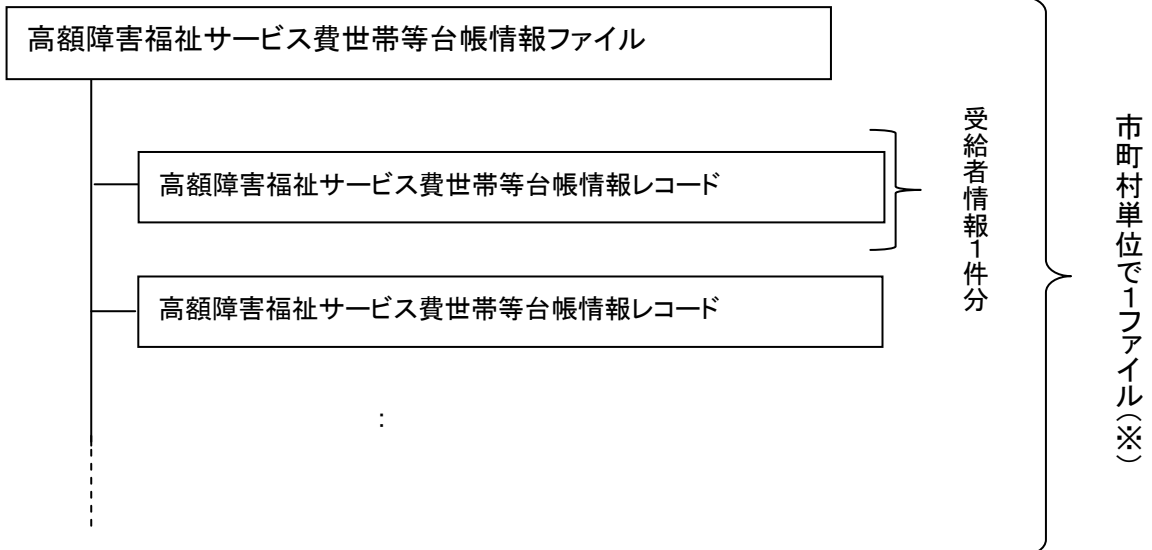 高額障害福祉サービス費世帯等台帳情報ファイル
高額障害福祉サービス費世帯等台帳情報レコード
高額障害福祉サービス費世帯等台帳情報レコード
：
受給者情報1件分
市町村単位で1ファイル(※)